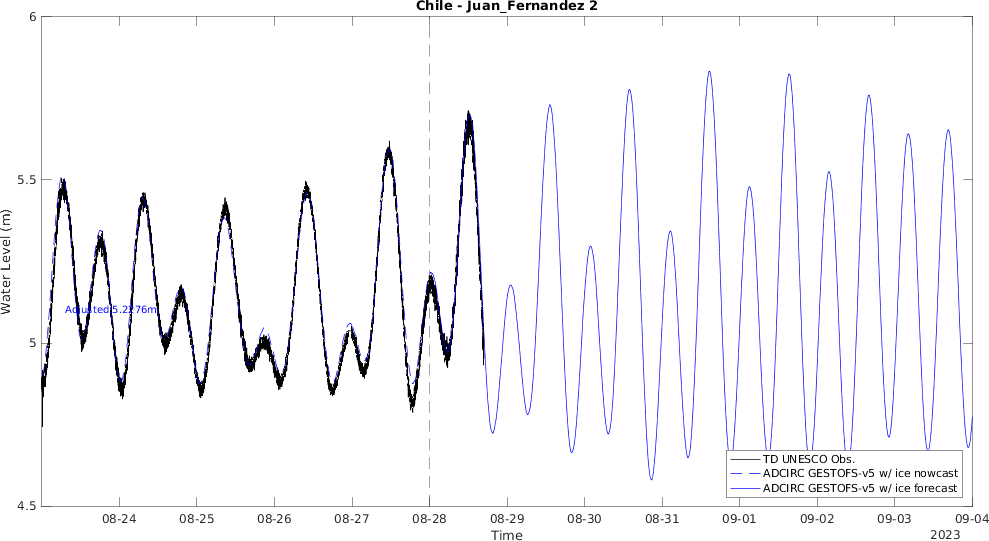 Chile - Juan_Fernandez 2
6
5.5
5
4.5
Water Level (m)
Adjusted 5.2276m
TD UNESCO Obs.
ADCIRC GESTOFS-v5 w/ ice nowcast
ADCIRC GESTOFS-v5 w/ ice forecast
08-24 08-25 08-26 08-27 08-28 08-29 08-30 08-31 09-01 09-02 09-03 09-04
Time
2023